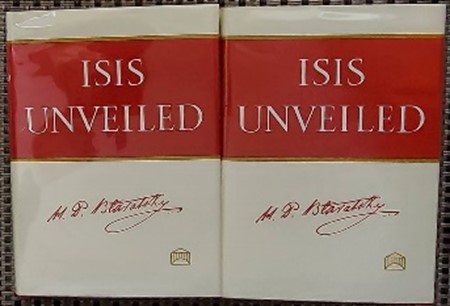 ISIS
UNVEILED
H. P. Blavatsky
ISIS
UNVEILED
H. P. Blavatsky